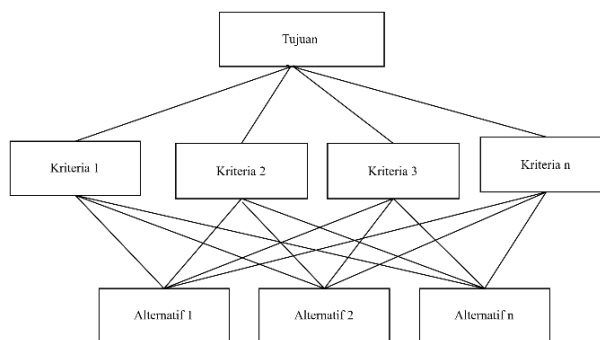 Tujuan
Kriteria 1
Kriteria 2
Kriteria 3
Kriteria n
Alternatif 1
Alternatif 2
Alternatif n